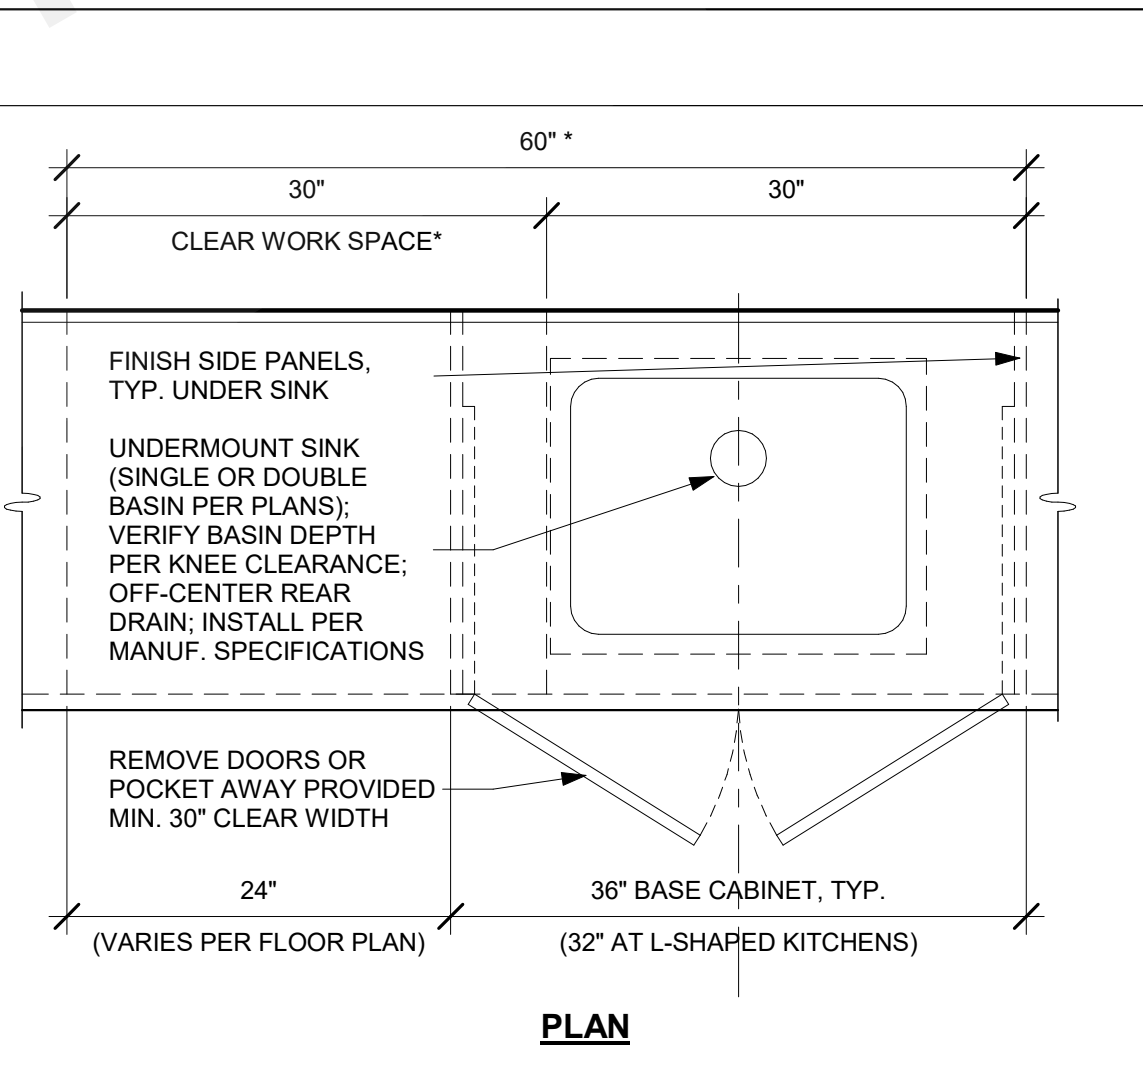 60" *
30"
30"
CLEAR WORK SPACE*
FINISH SIDE PANELS,
TYP. UNDER SINK
UNDERMOUNT SINK
(SINGLE OR DOUBLE
BASIN PER PLANS);
VERIFY BASIN DEPTH
PER KNEE CLEARANCE;
OFF-CENTER REAR
DRAIN; INSTALL PER
MANUF. SPECIFICATIONS
REMOVE DOORS OR
POCKET AWAY PROVIDED
MIN. 30" CLEAR WIDTH
24"
(VARIES PER FLOOR PLAN)
36" BASE CABINET, TYP.
(32" AT L-SHAPED KITCHENS)
PLAN